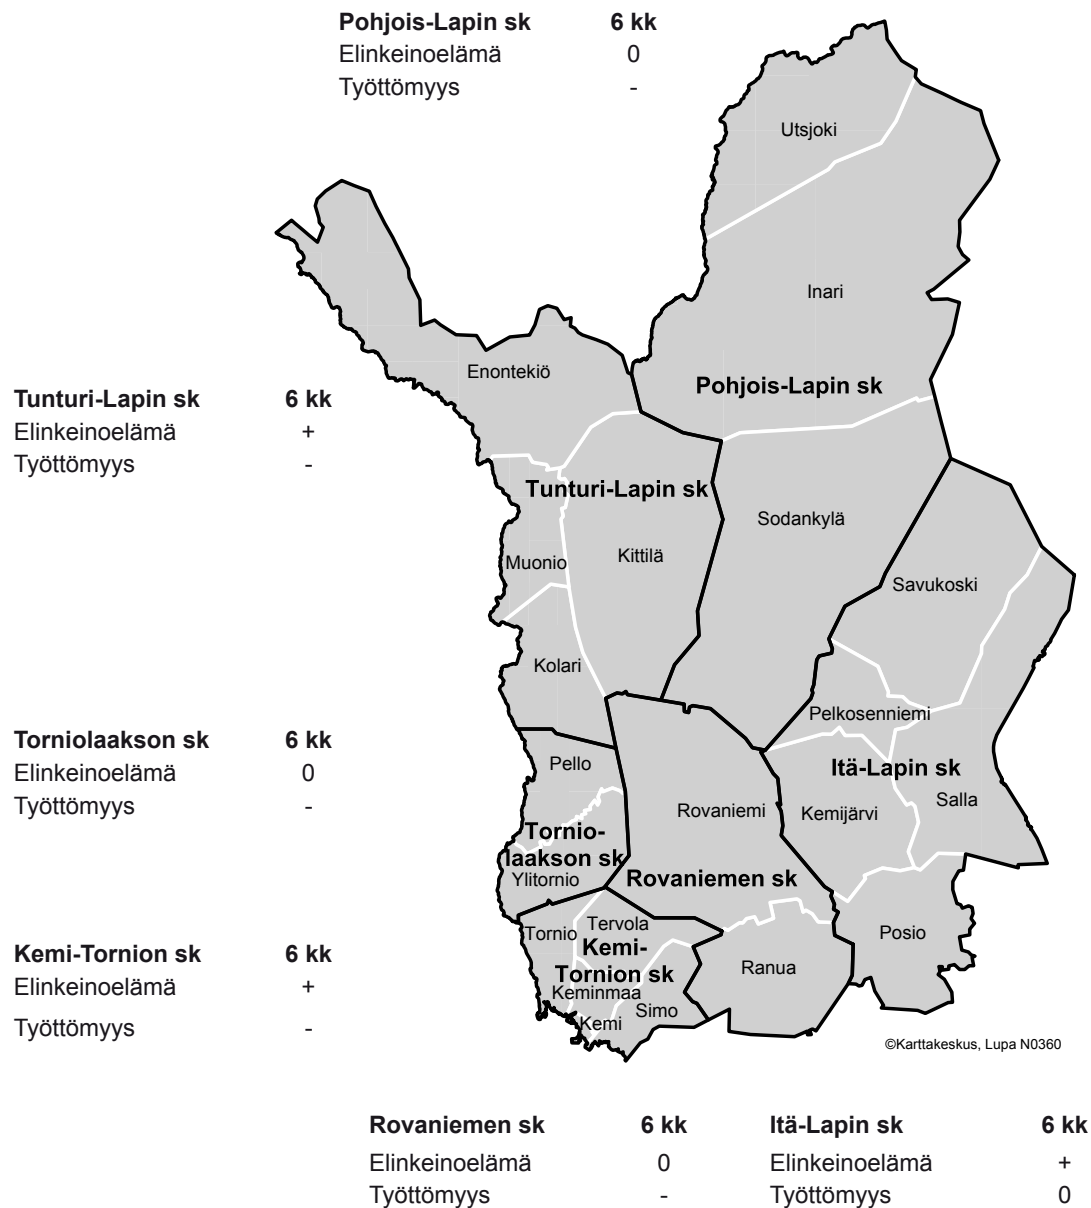 Pohjois-Lapin sk 6 kk
Elinkeinoelämä 0
Työttömyys -
Utsjoki
Inari
Enontekiö
Pohjois-Lapin sk
Tunturi-Lapin sk 6 kk
Elinkeinoelämä +
Työttömyys -
Tunturi-Lapin sk
Sodankylä
Kittilä
Muonio
Savukoski
Kolari
Pelkosenniemi
Torniolaakson sk 6 kk
Elinkeinoelämä 0
Työttömyys -
Pello
Itä-Lapin sk
Salla
Rovaniemi
Kemijärvi
Tornio-
laakson sk
Ylitornio
Rovaniemen sk
Tervola
Tornio
Posio
Kemi-
Tornion sk
Ranua
Keminmaa
Simo
Kemi
Kemi-Tornion sk 6 kk
Elinkeinoelämä +
Työttömyys -
©Karttakeskus, Lupa N0360
Rovaniemen sk 6 kk
Elinkeinoelämä 0
Työttömyys -
Itä-Lapin sk 6 kk
Elinkeinoelämä +
Työttömyys 0